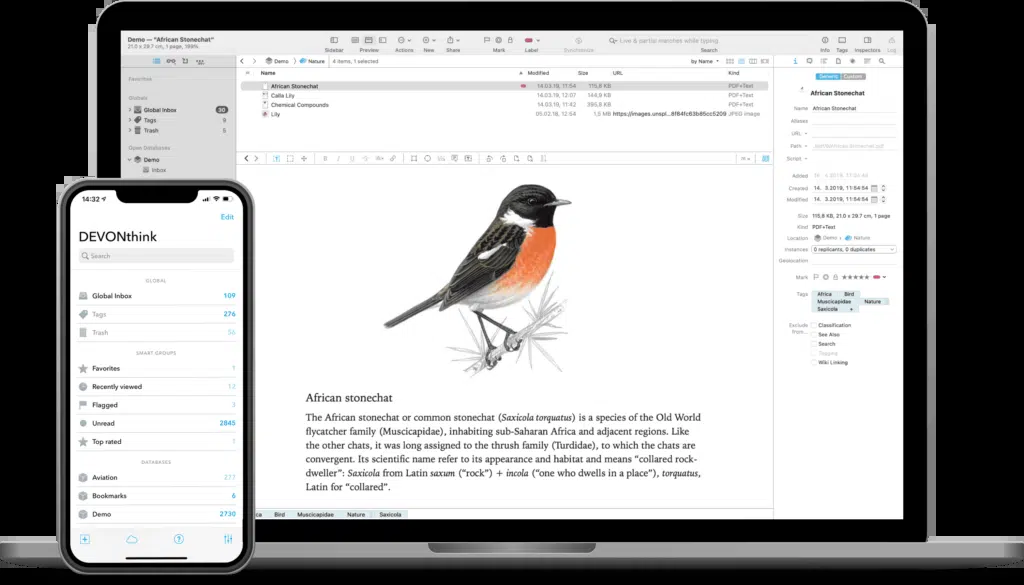 Demo — "African Stonechat"
21.0 x 29.7 cm, 1 page, 199%
Sidebar
Preview
Actions
New
Share
Mark
Label
Live & partial matches while typing
Search
Info
Tags
Inspectors
Log
Favorites
Globals
Global Inbox 30
Tags 9
Trash 5
Open Databases
Demo
Inbox
Demo Nature 4 items, 1 selected
by Name
Name Modified Size URL Kind
African Stonechat 14.03.19, 11:54 115,8 KB PDF+Text
Calla Lily 14.03.19, 12:07 144,9 KB PDF+Text
Chemical Compounds 14.03.19, 11:42 395,9 KB PDF+Text
Lily 05.02.18, 12:54 1,5 MB https://images.unspl...6f84fc63b85cc5209 JPEG image
African stonechat
The African stonechat or common stonechat (Saxicola torquatus) is a species of the Old World
flycatcher family (Muscicapidae), inhabiting sub-Saharan Africa and adjacent regions. Like
the other chats, it was long assigned to the thrush family (Turdidae), to which the chats are
convergent. Its scientific name refer to its appearance and habitat and means "collared rock-
dweller": Saxicola from Latin saxum ("rock") + incola ("one who dwells in a place"), torquatus,
Latin for "collared".
ca Bird Muscicapidae Nature Saxicola
Generic Custom
African Stonechat
Name African Stonechat
Aliases
URL
Path
Script
Added
Created 14. 3.2019, 11:54:54
Modified 14. 3.2019, 11:54:54
Size 115,8 KB, 21.0 x 29.7 cm, 1 page
Kind PDF+Text
Location Demo Nature
Instances 0 replicants, 0 duplicates
Geolocation
Mark
Tags Africa Bird
Muscicapidae Nature
Saxicola
Exclude from... Classification
See Also
Search
Tagging
Wiki Linking
14:32
Edit
DEVONthink
Search
GLOBAL
Global Inbox 109
Tags 276
Trash 56
SMART GROUPS
Favorites 1
Recently viewed 12
Flagged 3
Unread 2845
Top rated 1
DATABASES
Aviation 277
Bookmarks 6
Demo 2730